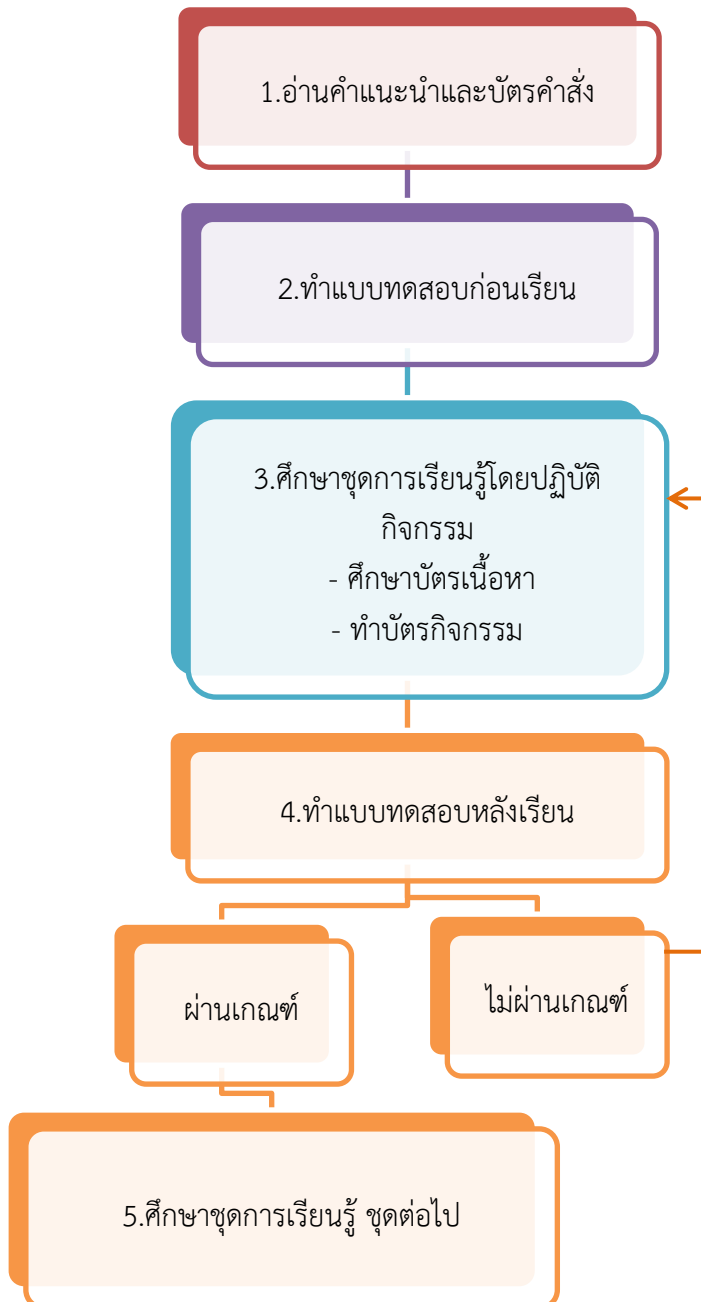 1.อ่านคำแนะนำและบัตรคำสั่ง
2.ทำแบบทดสอบก่อนเรียน
3.ศึกษาชุดการเรียนรู้โดยปฏิบัติ
กิจกรรม
- ศึกษาบัตรเนื้อหา
- ทำบัตรกิจกรรม
4.ทำแบบทดสอบหลังเรียน
ผ่านเกณฑ์
ไม่ผ่านเกณฑ์
5.ศึกษาชุดการเรียนรู้ ชุดต่อไป